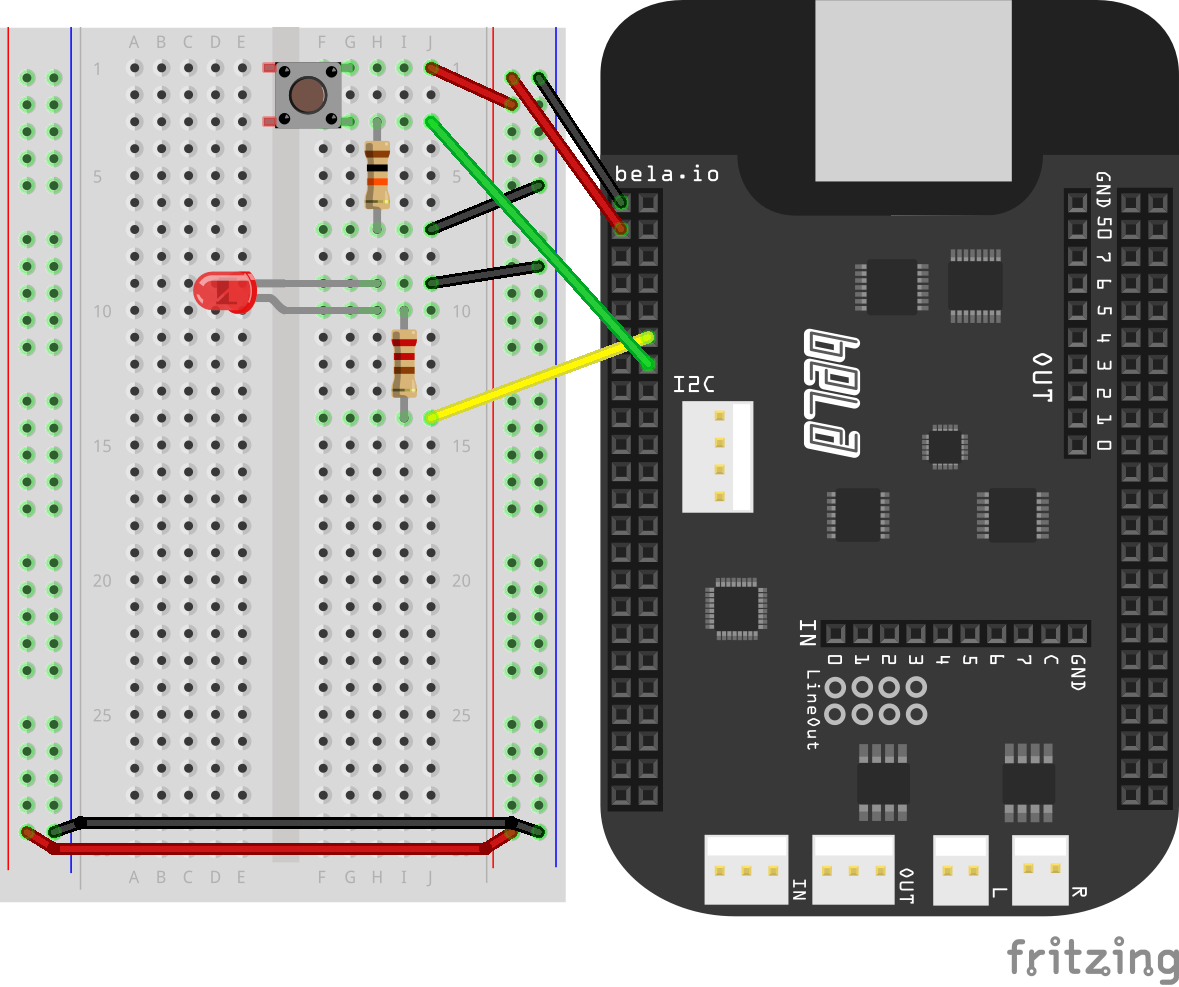 A B C D E F G H I J
1 1
5 5
10 10
15 15
20 20
25 25
A B C D E F G H I J
bela.io
GND
50
7
6
5
4
3
2
1
0
OUT
I2C
bela
IN
0 1 2 3 4 5 6 7 C GND
LineOut
IN
OUT
L
R
fritzing